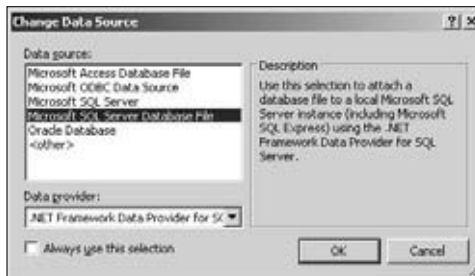 Change Data Source
Data source:
Microsoft Access Database File
Microsoft ODBC Data Source
Microsoft SQL Server
Microsoft SQL Server Database File
Oracle Database
<other>
Description
Use this selection to attach a
database file to a local Microsoft SQL
Server instance (including Microsoft
SQL Express) using the .NET
Framework Data Provider for SQL
Server.
Data provider:
.NET Framework Data Provider for SC
Always use this selection
OK
Cancel